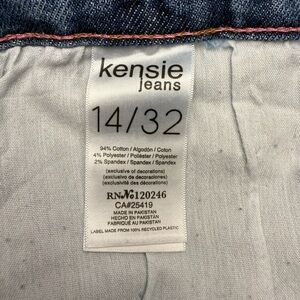 kensie
jeans
14/32
94% Cotton / Algodón / Coton
4% Polyester / Poliéster / Polyester
2% Spandex / Spandex / Spandex
(exclusive of decorations)
(exclusivo de decoraciones)
(exclusivité des décorations)
RN№120246
CA#25419
MADE IN PAKISTAN
HECHO EN PAKISTAN
FABRIQUÉ AU PAKISTAN
LABEL MADE FROM 100% RECYCLED PLASTIC